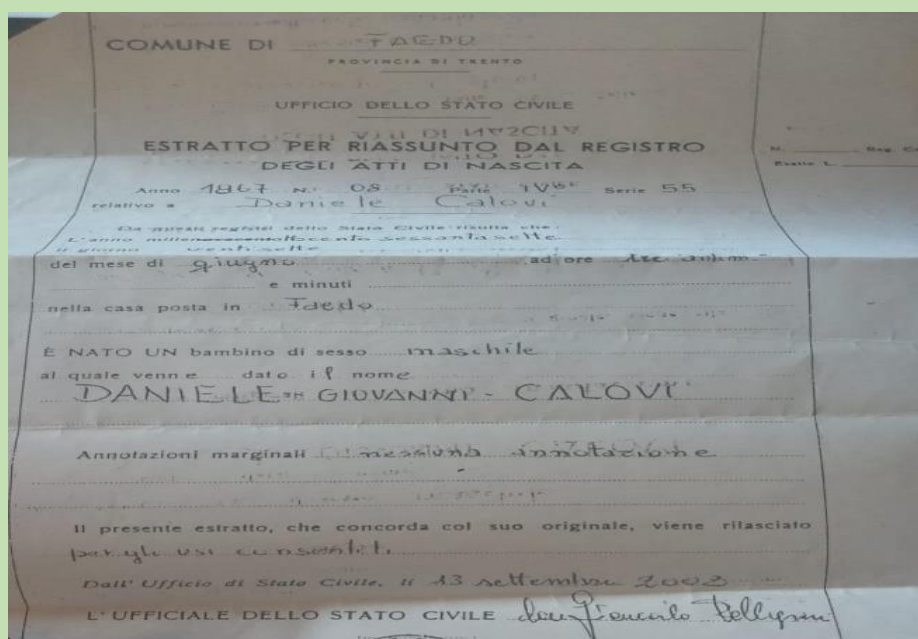 COMUNE DI FAEDO
PROVINCIA DI TRENTO
UFFICIO DELLO STATO CIVILE
ESTRATTO PER RIASSUNTO DAL REGISTRO
DEGLI ATTI DI NASCITA
N.
Anno 1867 N. 08 Parte Serie 55
relativo a Daniele Calovi
Da questi registri dello Stato Civile risulta che:
L'anno ottocento sessantasette
il giorno ventisette
del mese di giugno ad ore tre
e minuti
nella casa posta in Faedo
È NATO UN bambino di sesso maschile
al quale venne dato il nome
DANIELE GIOVANNI - CALOVI
Annotazioni marginali nessuna annotazione
Il presente estratto, che concorda col suo originale, viene rilasciato
per gli usi consentiti
Dall' Ufficio di Stato Civile, li 13 settembre 2002
L'UFFICIALE DELLO STATO CIVILE